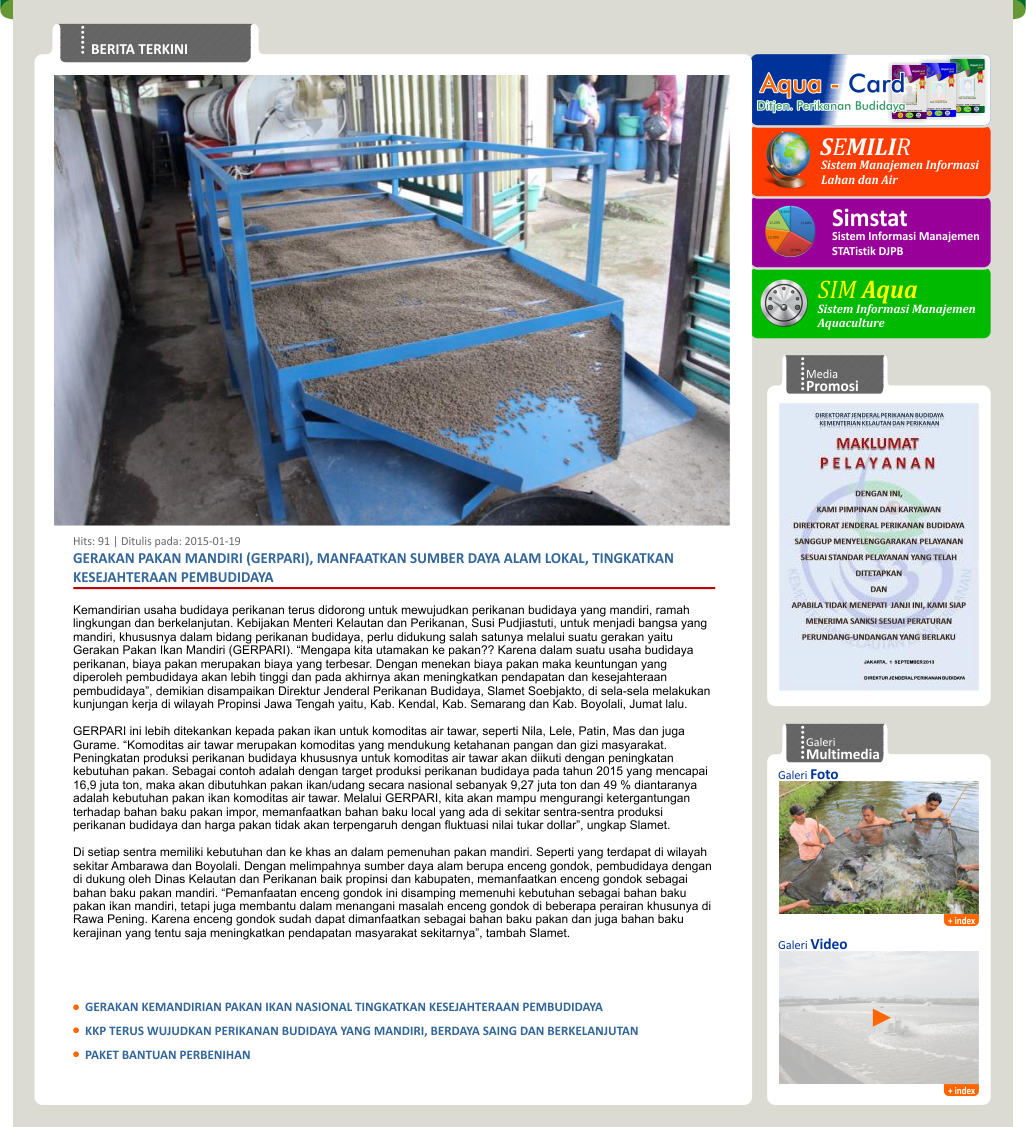 BERITA TERKINI
Hits: 91 | Ditulis pada: 2015-01-19
GERAKAN PAKAN MANDIRI (GERPARI), MANFAATKAN SUMBER DAYA ALAM LOKAL, TINGKATKAN
KESEJAHTERAAN PEMBUDIDAYA
Kemandirian usaha budidaya perikanan terus didorong untuk mewujudkan perikanan budidaya yang mandiri, ramah
lingkungan dan berkelanjutan. Kebijakan Menteri Kelautan dan Perikanan, Susi Pudjiastuti, untuk menjadi bangsa yang
mandiri, khususnya dalam bidang perikanan budidaya, perlu didukung salah satunya melalui suatu gerakan yaitu
Gerakan Pakan Ikan Mandiri (GERPARI). “Mengapa kita utamakan ke pakan?? Karena dalam suatu usaha budidaya
perikanan, biaya pakan merupakan biaya yang terbesar. Dengan menekan biaya pakan maka keuntungan yang
diperoleh pembudidaya akan lebih tinggi dan pada akhirnya akan meningkatkan pendapatan dan kesejahteraan
pembudidaya”, demikian disampaikan Direktur Jenderal Perikanan Budidaya, Slamet Soebjakto, di sela-sela melakukan
kunjungan kerja di wilayah Propinsi Jawa Tengah yaitu, Kab. Kendal, Kab. Semarang dan Kab. Boyolali, Jumat lalu.
GERPARI ini lebih ditekankan kepada pakan ikan untuk komoditas air tawar, seperti Nila, Lele, Patin, Mas dan juga
Gurame. “Komoditas air tawar merupakan komoditas yang mendukung ketahanan pangan dan gizi masyarakat.
Peningkatan produksi perikanan budidaya khususnya untuk komoditas air tawar akan diikuti dengan peningkatan
kebutuhan pakan. Sebagai contoh adalah dengan target produksi perikanan budidaya pada tahun 2015 yang mencapai
16,9 juta ton, maka akan dibutuhkan pakan ikan/udang secara nasional sebanyak 9,27 juta ton dan 49 % diantaranya
adalah kebutuhan pakan ikan komoditas air tawar. Melalui GERPARI, kita akan mampu mengurangi ketergantungan
terhadap bahan baku pakan impor, memanfaatkan bahan baku local yang ada di sekitar sentra-sentra produksi
perikanan budidaya dan harga pakan tidak akan terpengaruh dengan fluktuasi nilai tukar dollar”, ungkap Slamet.
Di setiap sentra memiliki kebutuhan dan ke khas an dalam pemenuhan pakan mandiri. Seperti yang terdapat di wilayah
sekitar Ambarawa dan Boyolali. Dengan melimpahnya sumber daya alam berupa enceng gondok, pembudidaya dengan
di dukung oleh Dinas Kelautan dan Perikanan baik propinsi dan kabupaten, memanfaatkan enceng gondok sebagai
bahan baku pakan mandiri. “Pemanfaatan enceng gondok ini disamping memenuhi kebutuhan sebagai bahan baku
pakan ikan mandiri, tetapi juga membantu dalam menangani masalah enceng gondok di beberapa perairan khusunya di
Rawa Pening. Karena enceng gondok sudah dapat dimanfaatkan sebagai bahan baku pakan dan juga bahan baku
kerajinan yang tentu saja meningkatkan pendapatan masyarakat sekitarnya”, tambah Slamet.
GERAKAN KEMANDIRIAN PAKAN IKAN NASIONAL TINGKATKAN KESEJAHTERAAN PEMBUDIDAYA
KKP TERUS WUJUDKAN PERIKANAN BUDIDAYA YANG MANDIRI, BERDAYA SAING DAN BERKELANJUTAN
PAKET BANTUAN PERBENIHAN
Aqua - Card
Ditjen. Perikanan Budidaya
SEMILIR
Sistem Manajemen Informasi
Lahan dan Air
Simstat
Sistem Informasi Manajemen
STATistik DJPB
SIM Aqua
Sistem Informasi Manajemen
Aquaculture
Media
Promosi
DIREKTORAT JENDERAL PERIKANAN BUDIDAYA
KEMENTERIAN KELAUTAN DAN PERIKANAN
MAKLUMAT
PELAYANAN
DENGAN INI,
KAMI PIMPINAN DAN KARYAWAN
DIREKTORAT JENDERAL PERIKANAN BUDIDAYA
SANGGUP MENYELENGGARAKAN PELAYANAN
SESUAI STANDAR PELAYANAN YANG TELAH
DITETAPKAN
DAN
APABILA TIDAK MENEPATI JANJI INI, KAMI SIAP
MENERIMA SANKSI SESUAI PERATURAN
PERUNDANG-UNDANGAN YANG BERLAKU
JAKARTA, 1 SEPTEMBER 2013
DIREKTUR JENDERAL PERIKANAN BUDIDAYA
Galeri
Multimedia
Galeri Foto
+ index
Galeri Video
+ index